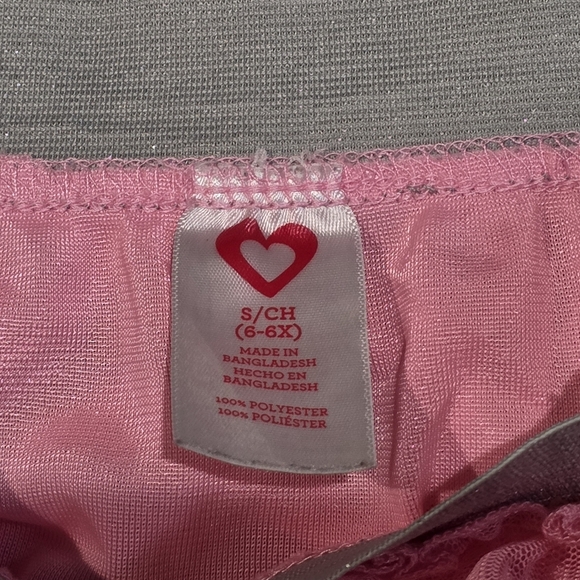 S/CH
(6-6X)
MADE IN
BANGLADESH
HECHO EN
BANGLADESH
100% POLYESTER
100% POLIÉSTER